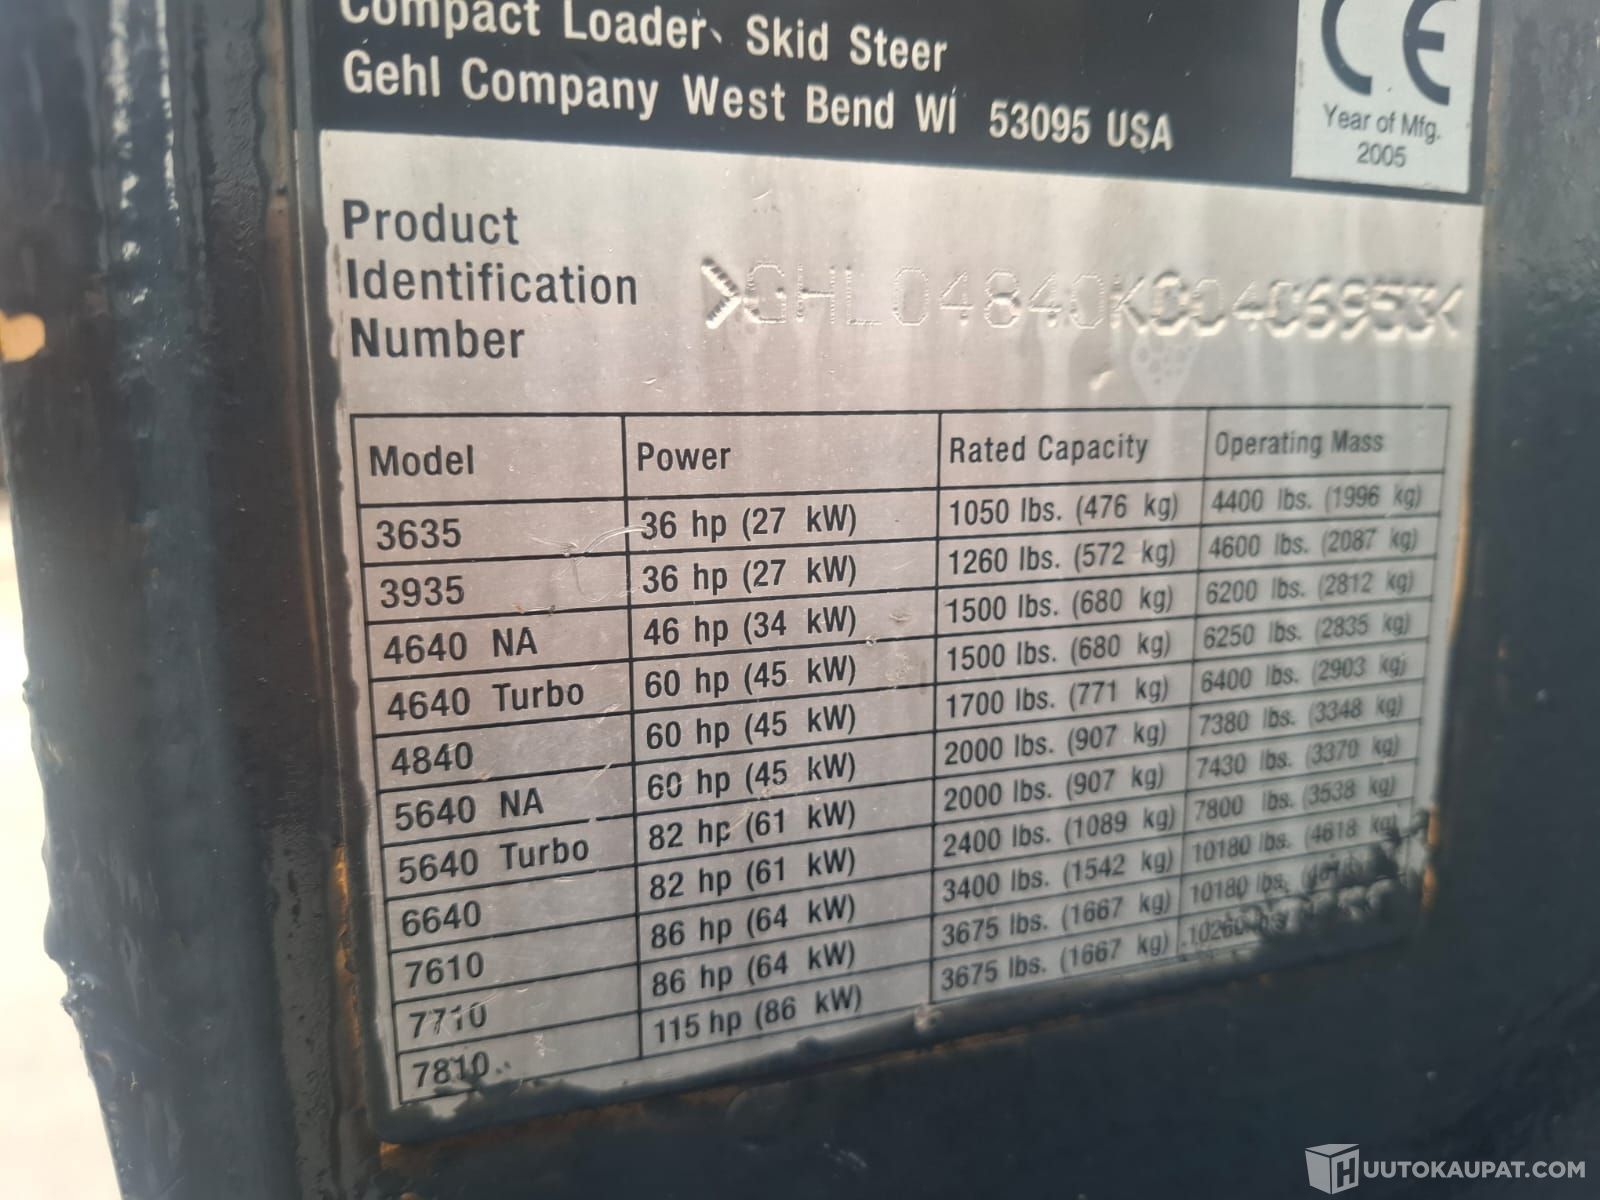 Compact Loader, Skid Steer
Gehl Company West Bend WI 53095 USA
CE
Year of Mfg.
2005
Product
Identification
Number
>GHL04840K00406953<
Model Power Rated Capacity Operating Mass
3635 36 hp (27 kW) 1050 lbs. (476 kg) 4400 lbs. (1996 kg)
3935 36 hp (27 kW) 1260 lbs. (572 kg) 4600 lbs. (2087 kg)
4640 NA 46 hp (34 kW) 1500 lbs. (680 kg) 6200 lbs. (2812 kg)
4640 Turbo 60 hp (45 kW) 1500 lbs. (680 kg) 6250 lbs. (2835 kg)
4840 60 hp (45 kW) 1700 lbs. (771 kg) 6400 lbs. (2903 kg)
5640 NA 60 hp (45 kW) 2000 lbs. (907 kg) 7380 lbs. (3348 kg)
5640 Turbo 82 hp (61 kW) 2000 lbs. (907 kg) 7430 lbs. (3370 kg)
6640 82 hp (61 kW) 2400 lbs. (1089 kg) 7800 lbs. (3538 kg)
7610 86 hp (64 kW) 3400 lbs. (1542 kg) 10180 lbs. (4618 kg)
7710 86 hp (64 kW) 3675 lbs. (1667 kg) 10180 lbs.
7810 115 hp (86 kW) 3675 lbs. (1667 kg) 10260
HUUTOKAUPAT.COM